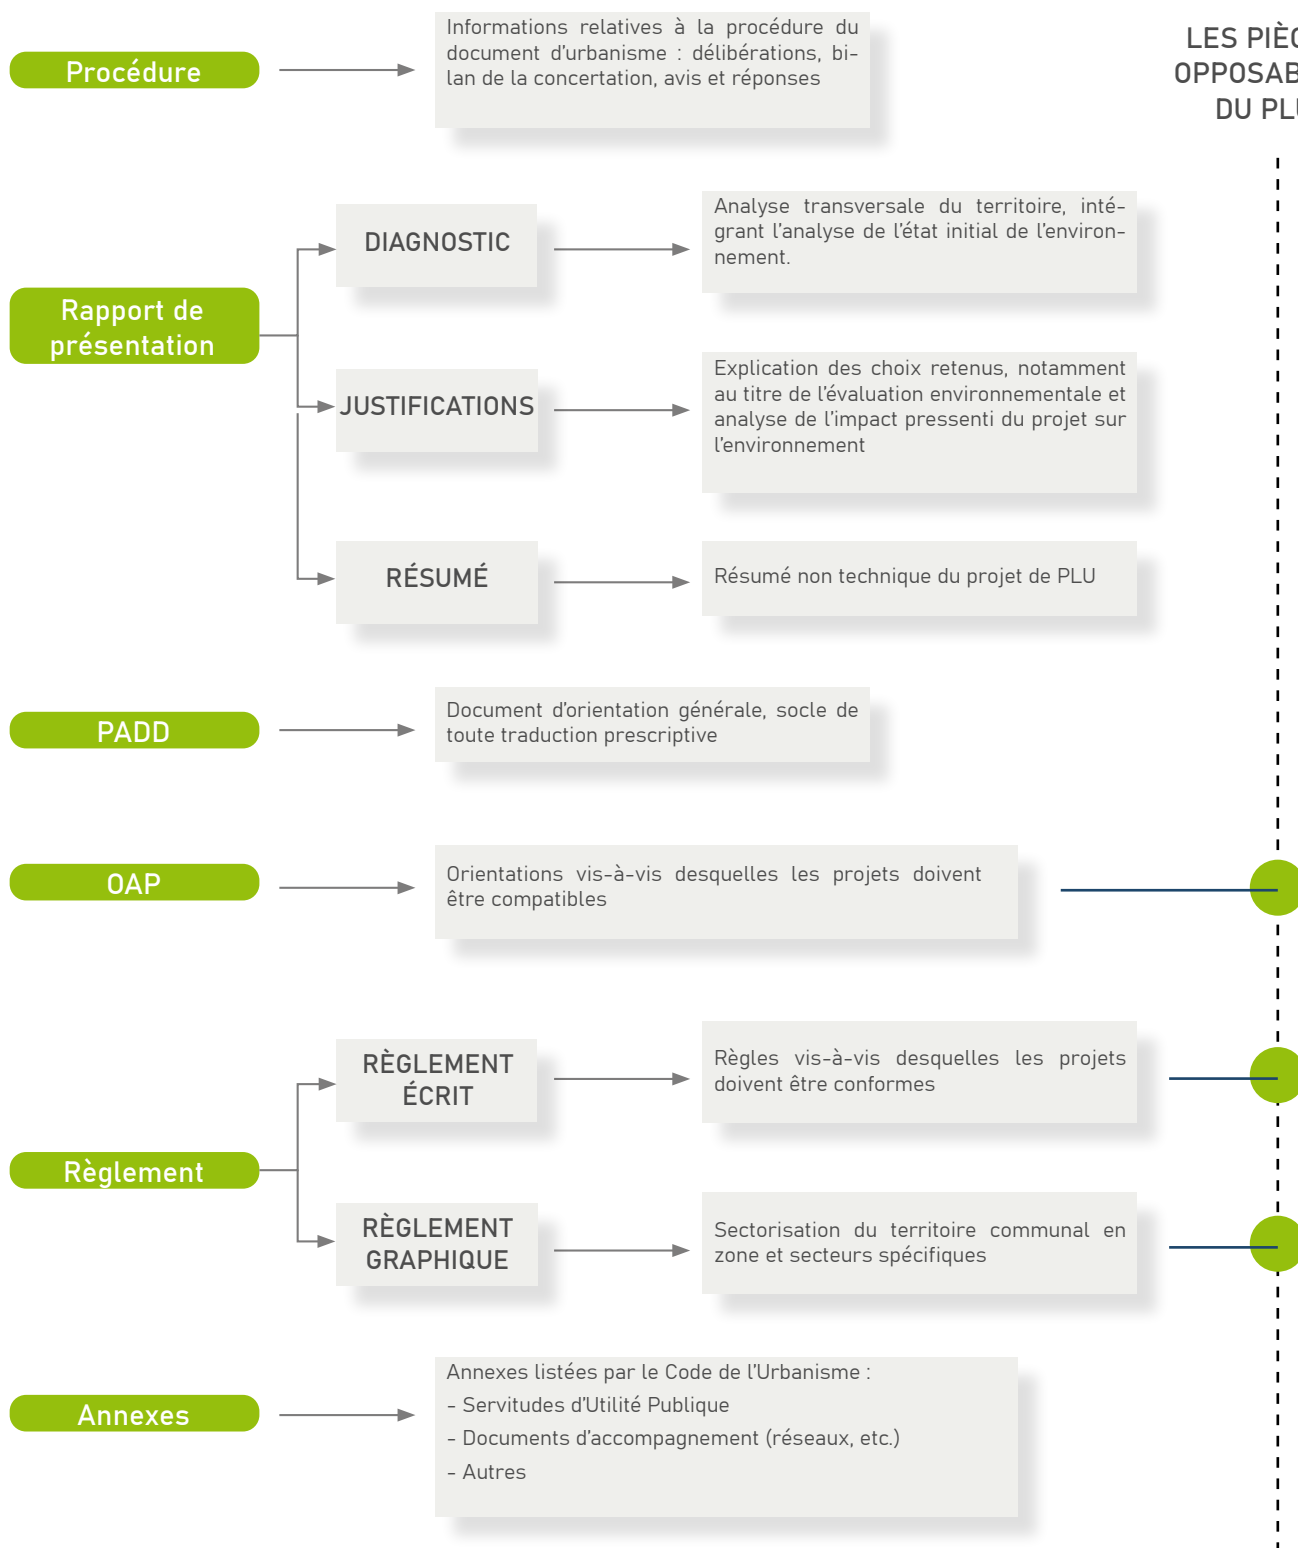 Procédure
Informations relatives à la procédure du
document d'urbanisme : délibérations, bi-
lan de la concertation, avis et réponses
LES
DU
Rapport de
présentation
DIAGNOSTIC
Analyse transversale du territoire, inté-
grant l'analyse de l'état initial de l'environ-
nement.
JUSTIFICATIONS
Explication des choix retenus, notamment
au titre de l'évaluation environnementale et
analyse de l'impact pressenti du projet sur
l'environnement
RÉSUMÉ
Résumé non technique du projet de PLU
PADD
Document d'orientation générale, socle de
toute traduction prescriptive
OAP
Orientations vis-à-vis desquelles les projets doivent
être compatibles
Règlement
RÈGLEMENT
ÉCRIT
Règles vis-à-vis desquelles les projets
doivent être conformes
RÈGLEMENT
GRAPHIQUE
Sectorisation du territoire communal en
zone et secteurs spécifiques
Annexes
Annexes listées par le Code de l'Urbanisme :
- Servitudes d'Utilité Publique
- Documents d'accompagnement (réseaux, etc.)
- Autres